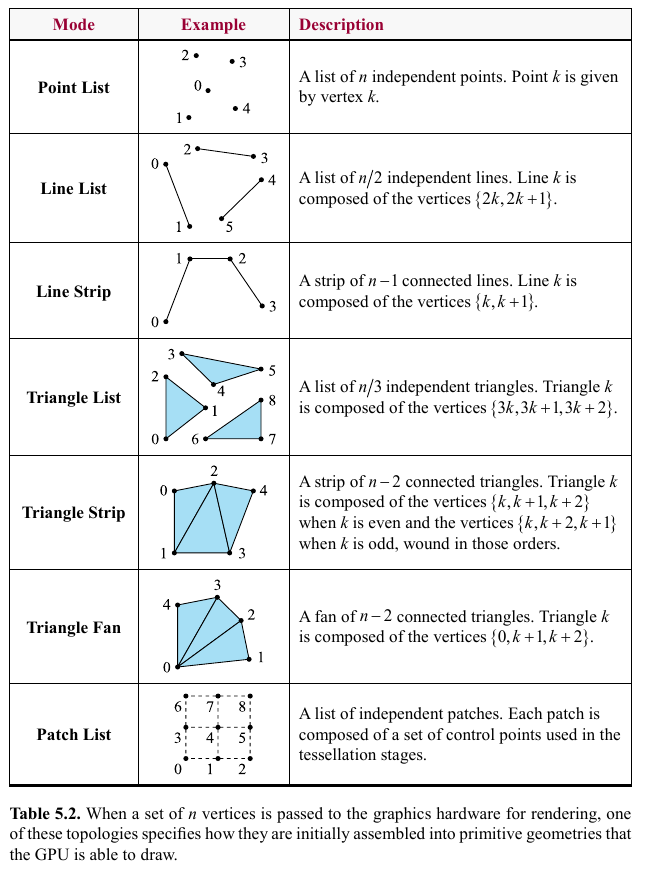 Mode Example Description
Point List
2 3
0
4
1
A list of n independent points. Point k is given
by vertex k.
Line List
2
0 3
4
1 5
A list of n/2 independent lines. Line k is
composed of the vertices {2k, 2k +1}.
Line Strip
1 2
3
0
A strip of n−1 connected lines. Line k is
composed of the vertices {k, k +1}.
Triangle List
3
2 5
4
8
1
0 6 7
A list of n/3 independent triangles. Triangle k
is composed of the vertices {3k, 3k +1, 3k + 2}.
Triangle Strip
2
0 4
1 3
A strip of n−2 connected triangles. Triangle k
is composed of the vertices {k, k +1, k + 2}
when k is even and the vertices {k, k + 2, k +1}
when k is odd, wound in those orders.
Triangle Fan
3
4
2
1
0
A fan of n−2 connected triangles. Triangle k
is composed of the vertices {0, k +1, k + 2}.
Patch List
6 7 8
3 4 5
0 1 2
A list of independent patches. Each patch is
composed of a set of control points used in the
tessellation stages.
Table 5.2. When a set of n vertices is passed to the graphics hardware for rendering, one
of these topologies specifies how they are initially assembled into primitive geometries that
the GPU is able to draw.